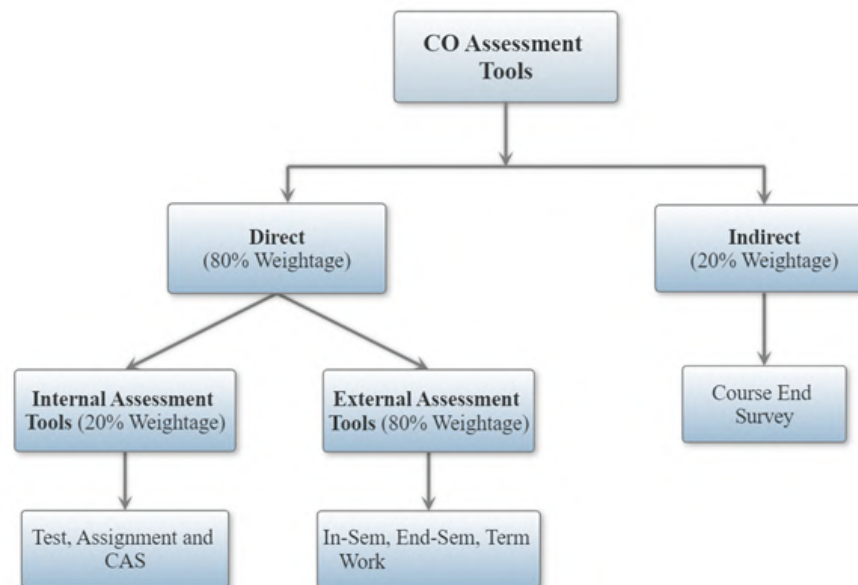 CO Assessment
Tools
Direct
(80% Weightage)
Indirect
(20% Weightage)
Internal Assessment
Tools (20% Weightage)
External Assessment
Tools (80% Weightage)
Course End
Survey
Test, Assignment and
CAS
In-Sem, End-Sem, Term
Work